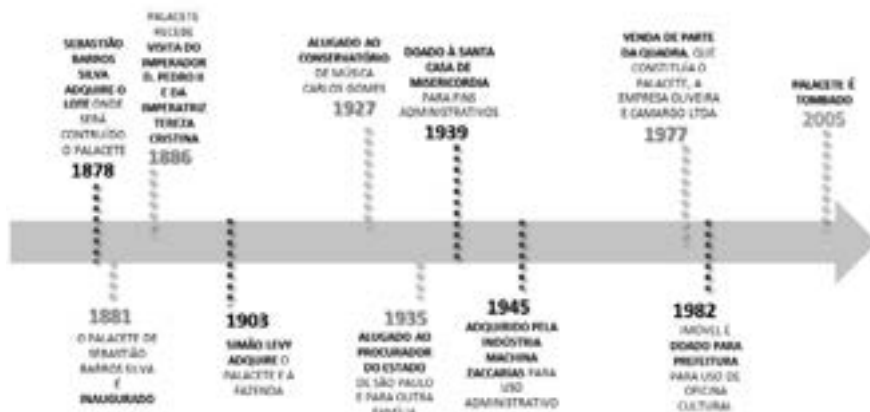 SEBASTIÃO
BARROS
SILVA
ADQUIRE O
LOTE ONDE
SERÁ
CONTRUÍDO
O PALACETE
1878
PALACETE
RECEBE
VISITA DO
IMPERADOR
D. PEDRO II
E DA
IMPERATRIZ
TEREZA
CRISTINA
1886
ALUGADO AO
CONSERVATÓRIO
DE MÚSICA
CARLOS GOMES
1927
DOADO À SANTA
CASA DE
MISERICORDIA
PARA FINS
ADMINISTRATIVOS
1939
VENDA DE PARTE
DA QUADRA, QUE
CONSTITUÍA O
PALACETE, A
EMPRESA OLIVEIRA
E CAMARGO LTDA.
1977
PALACETE É
TOMBADO
2005
1881
O PALACETE DE
SEBASTIÃO
BARROS SILVA
É
INAUGURADO
1903
SIMÃO LEVY
ADQUIRE O
PALACETE E A
FAZENDA
1935
ALUGADO AO
PROCURADOR
DO ESTADO
DE SÃO PAULO
E PARA OUTRA
FAMÍLIA
1945
ADQUIRIDO PELA
INDÚSTRIA
MACHINA
ZACCARIAS PARA
USO
ADMINISTRATIVO
1982
IMÓVEL É
DOADO PARA
PREFEITURA
PARA USO DE
OFICINA
CULTURAL